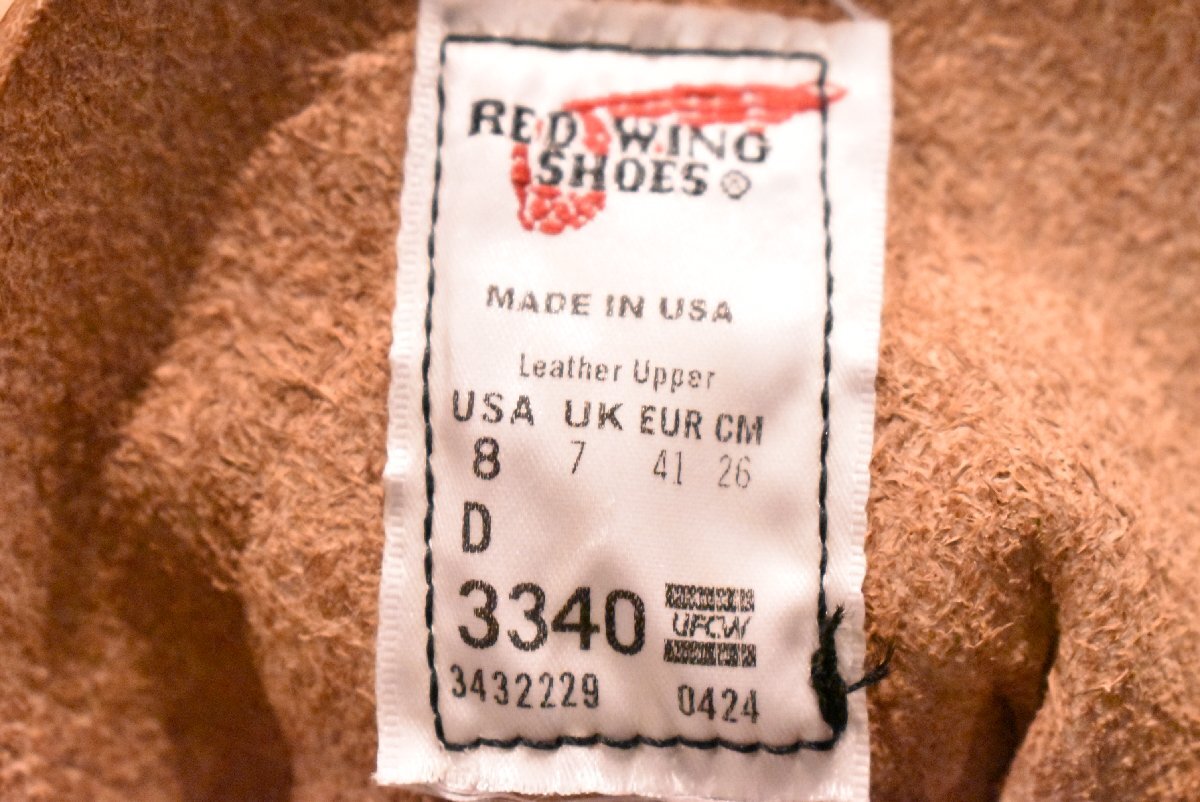 RED WING
SHOES®
MADE IN USA
Leather Upper
USA UK EUR CM
8 7 41 26
D
3340
UFCW
3432229 0424